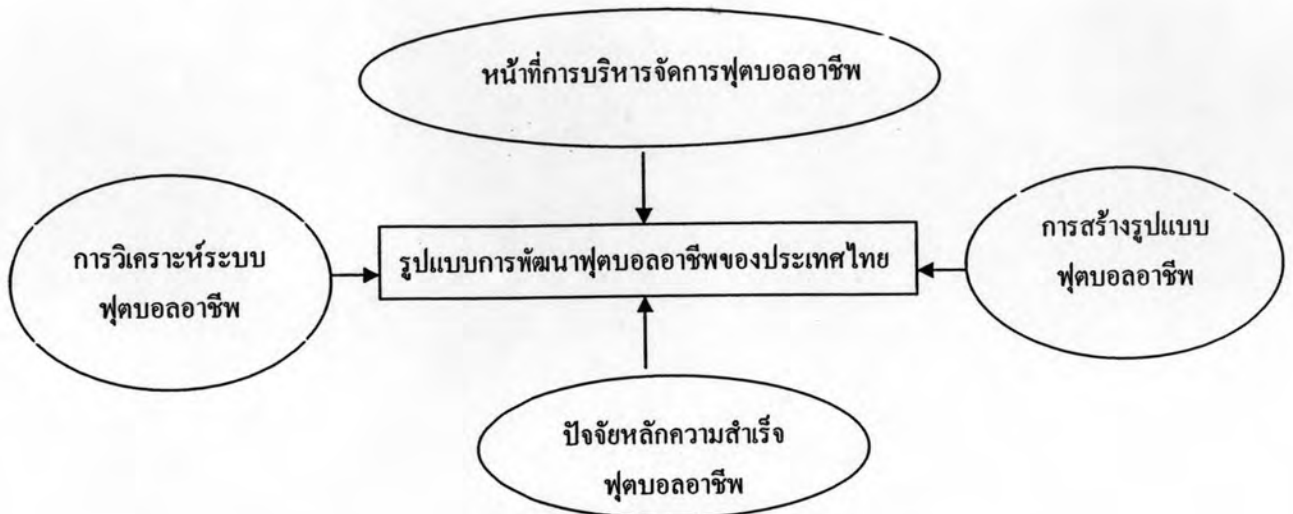 หน้าที่การบริหารจัดการฟุตบอลอาชีพ
การวิเคราะห์ระบบ
ฟุตบอลอาชีพ
รูปแบบการพัฒนาฟุตบอลอาชีพของประเทศไทย
การสร้างรูปแบบ
ฟุตบอลอาชีพ
ปัจจัยหลักความสำเร็จ
ฟุตบอลอาชีพ